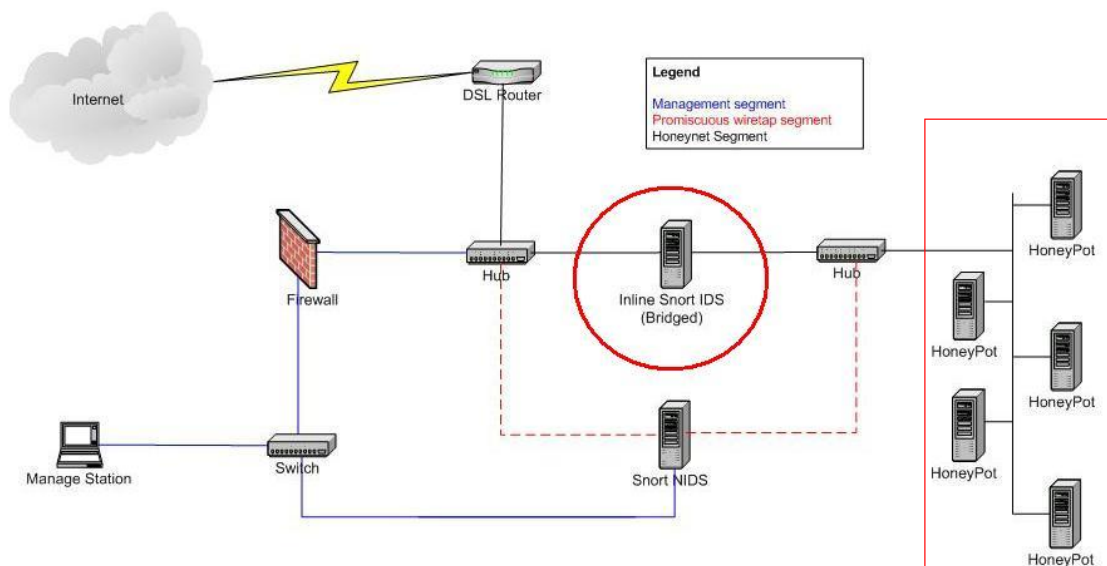 Internet
DSL Router
Legend
Management segment
Promiscuous wiretap segment
Honeynet Segment
HoneyPot
Firewall
Hub
Inline Snort IDS
(Bridged)
Hub
HoneyPot
HoneyPot
HoneyPot
Manage Station
Switch
Snort NIDS
HoneyPot